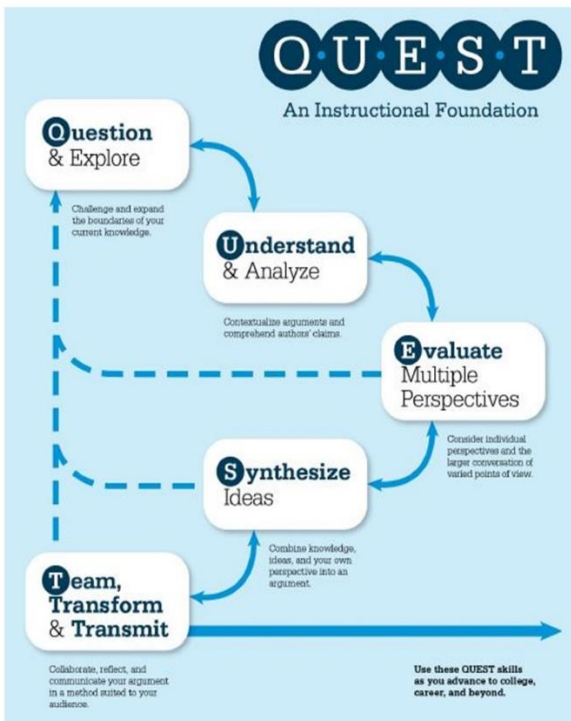 Q·U·E·S·T
An Instructional Foundation
Question
& Explore
Challenge and expand
the boundaries of your
current knowledge.
Understand
& Analyze
Contextualize arguments and
comprehend authors' claims.
Evaluate
Multiple
Perspectives
Consider individual
perspectives and the
larger conversation of
varied points of view.
Synthesize
Ideas
Combine knowledge,
ideas, and your own
perspective into an
argument.
Team,
Transform
& Transmit
Collaborate, reflect, and
communicate your argument
in a method suited to your
audience.
Use these QUEST skills
as you advance to college,
career, and beyond.